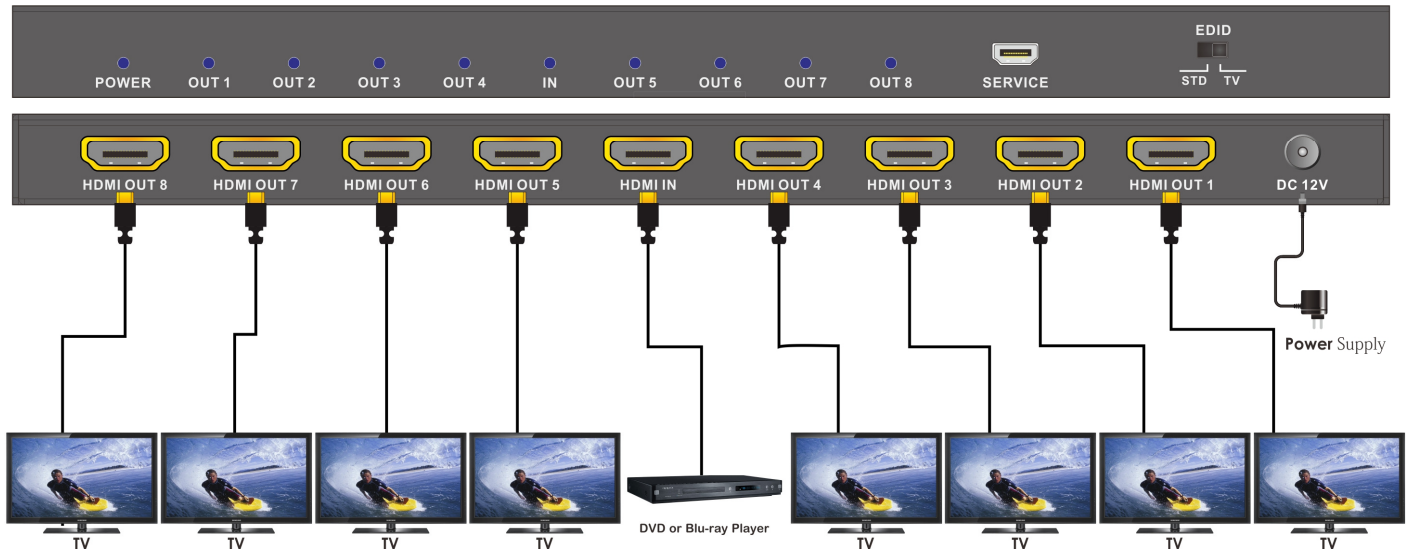 EDID
POWER OUT 1 OUT 2 OUT 3 OUT 4 IN OUT 5 OUT 6 OUT 7 OUT 8 SERVICE STD TV
HDMI OUT 8 HDMI OUT 7 HDMI OUT 6 HDMI OUT 5 HDMI IN HDMI OUT 4 HDMI OUT 3 HDMI OUT 2 HDMI OUT 1 DC 12V
Power Supply
DVD or Blu-ray Player
TV TV TV TV TV TV TV TV